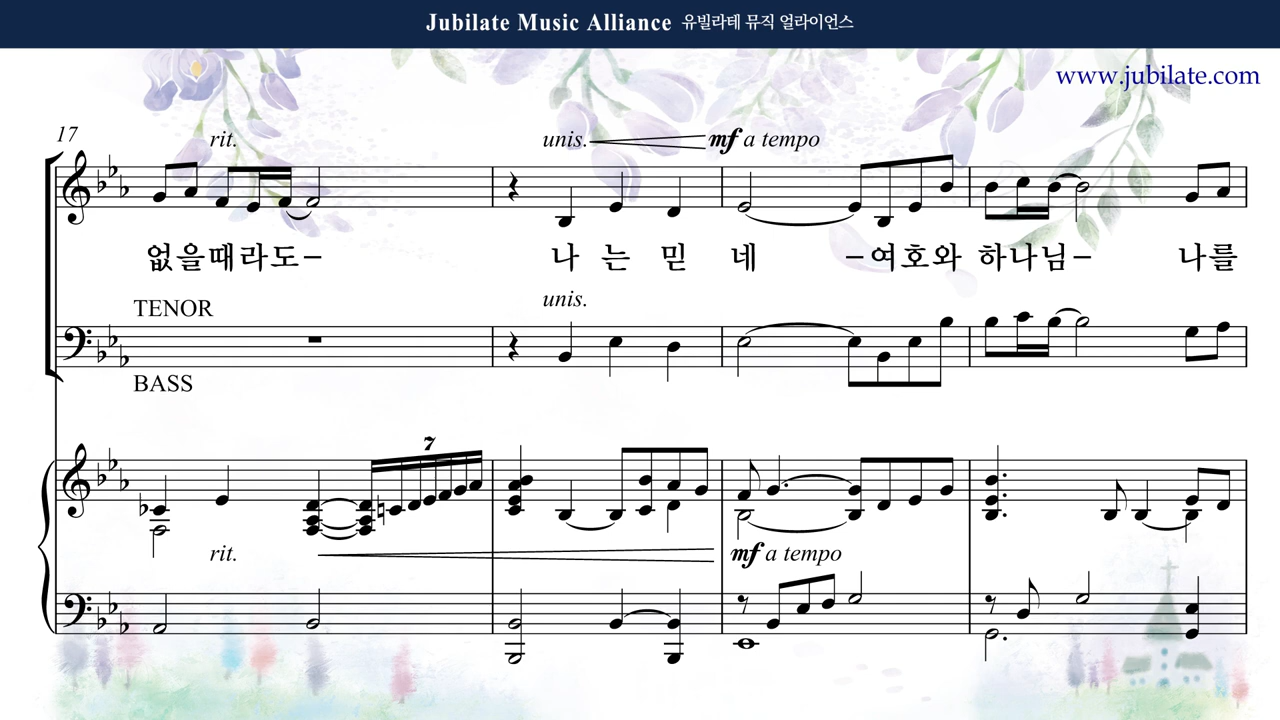 Jubilate Music Alliance 유빌라테 뮤직 얼라이언스
www.jubilate.com
17
rit. unis. mf a tempo
없을때라도- 나 는 믿 네 -여호와 하나님- 나를
TENOR unis.
BASS
7
rit. mf a tempo